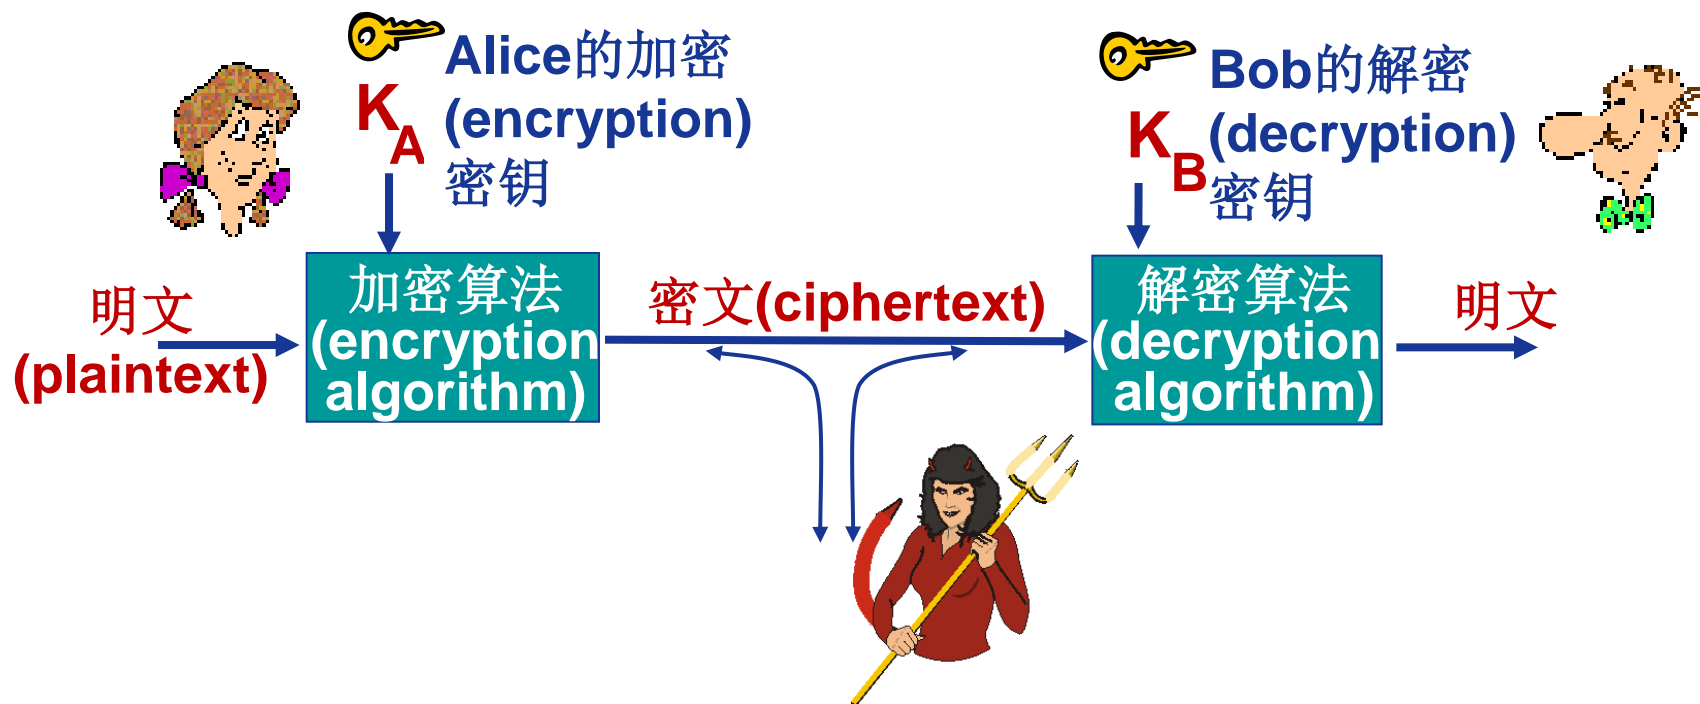 Alice的加密
(encryption)
密钥
K
A
Bob的解密
(decryption)
密钥
K
B
明文
(plaintext)
加密算法
(encryption
algorithm)
密文(ciphertext)
解密算法
(decryption
algorithm)
明文